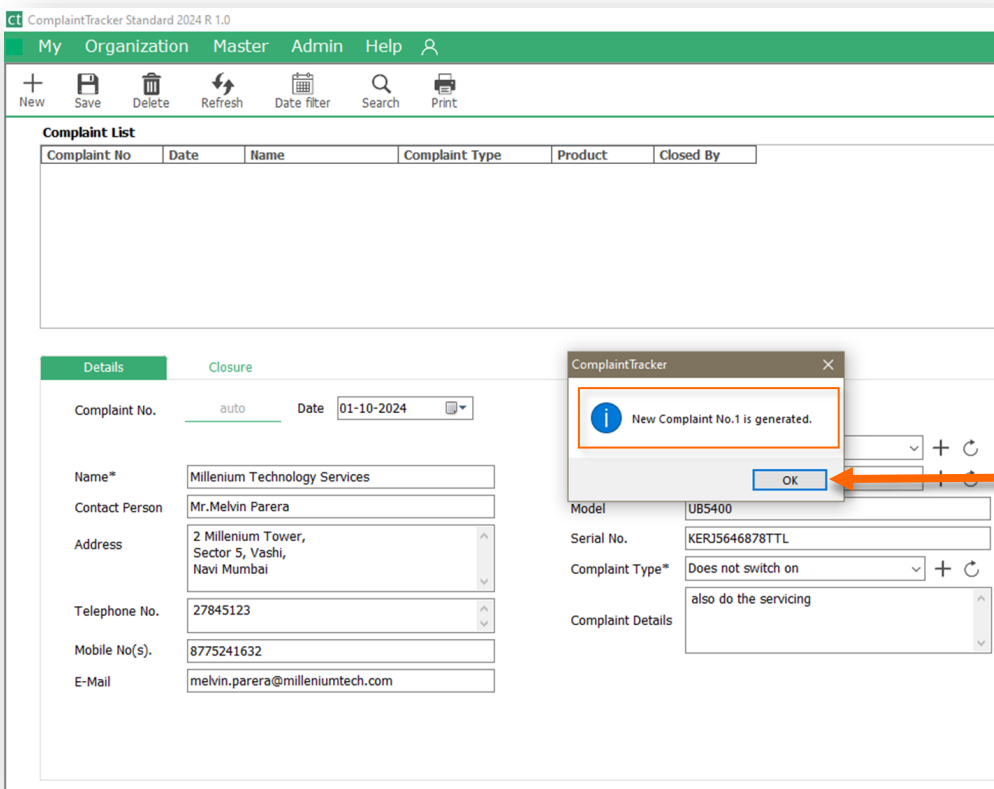 ct ComplaintTracker Standard 2024 R 1.0
My Organization Master Admin Help
New Save Delete Refresh Date filter Search Print
Complaint List
Complaint No Date Name Complaint Type Product Closed By
Details Closure
ComplaintTracker
Complaint No. auto Date 01-10-2024
New Complaint No.1 is generated.
OK
Name* Millenium Technology Services
Contact Person Mr.Melvin Parera
Address 2 Millenium Tower,
Sector 5, Vashi,
Navi Mumbai
Telephone No. 27845123
Mobile No(s). 8775241632
E-Mail melvin.parera@milleniumtech.com
Model UB5400
Serial No. KERJ5646878TTL
Complaint Type* Does not switch on
Complaint Details also do the servicing